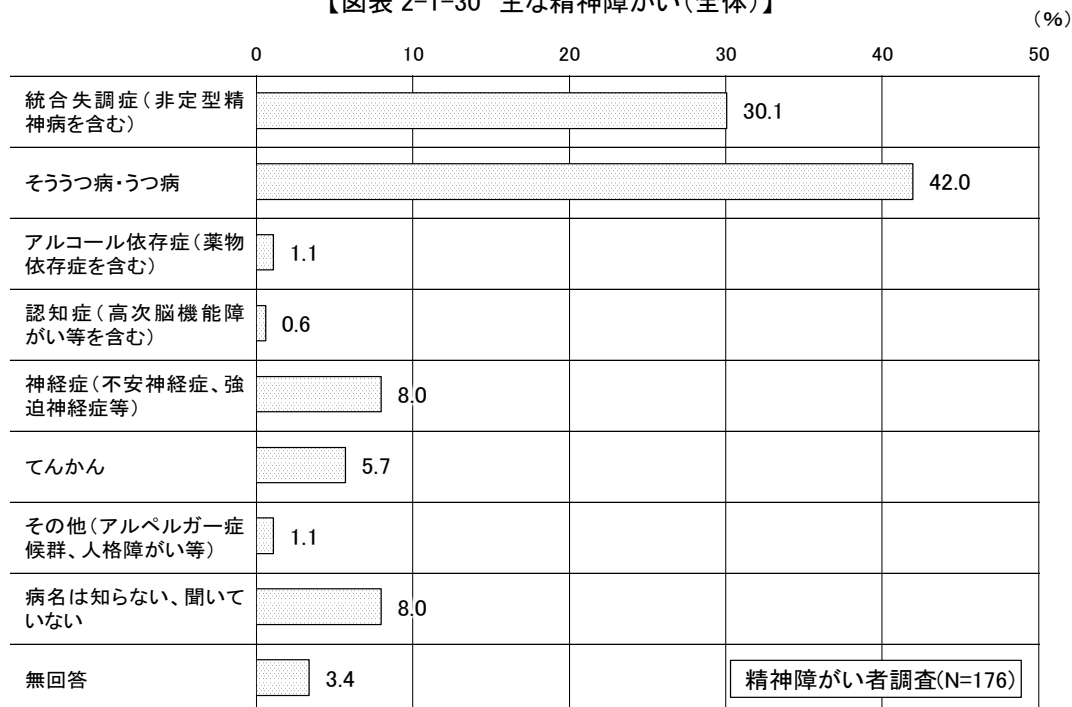 【図表 2-1-30 主な精神障がい(全体)】
(%)
0 10 20 30 40 50
統合失調症(非定型精
神病を含む)
30.1
そううつ病・うつ病
42.0
アルコール依存症(薬物
依存症を含む)
1.1
認知症(高次脳機能障
がい等を含む)
0.6
神経症(不安神経症、強
迫神経症等)
8.0
てんかん
5.7
その他(アルペルガー症
候群、人格障がい等)
1.1
病名は知らない、聞いて
いない
8.0
無回答
3.4
精神障がい者調査(N=176)